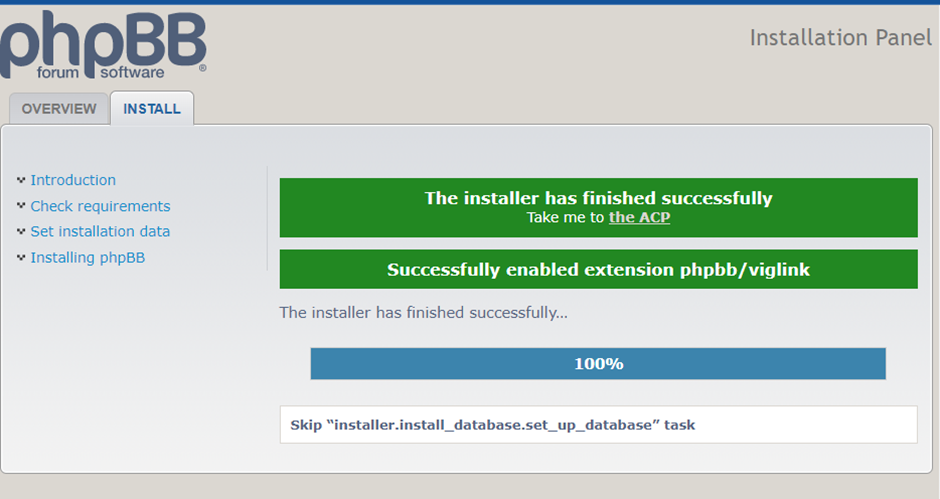 phpBB
forum software®
Installation Panel
OVERVIEW
INSTALL
Introduction
Check requirements
Set installation data
Installing phpBB
The installer has finished successfully
Take me to the ACP
Successfully enabled extension phpbb/viglink
The installer has finished successfully...
100%
Skip “installer.install_database.set_up_database” task